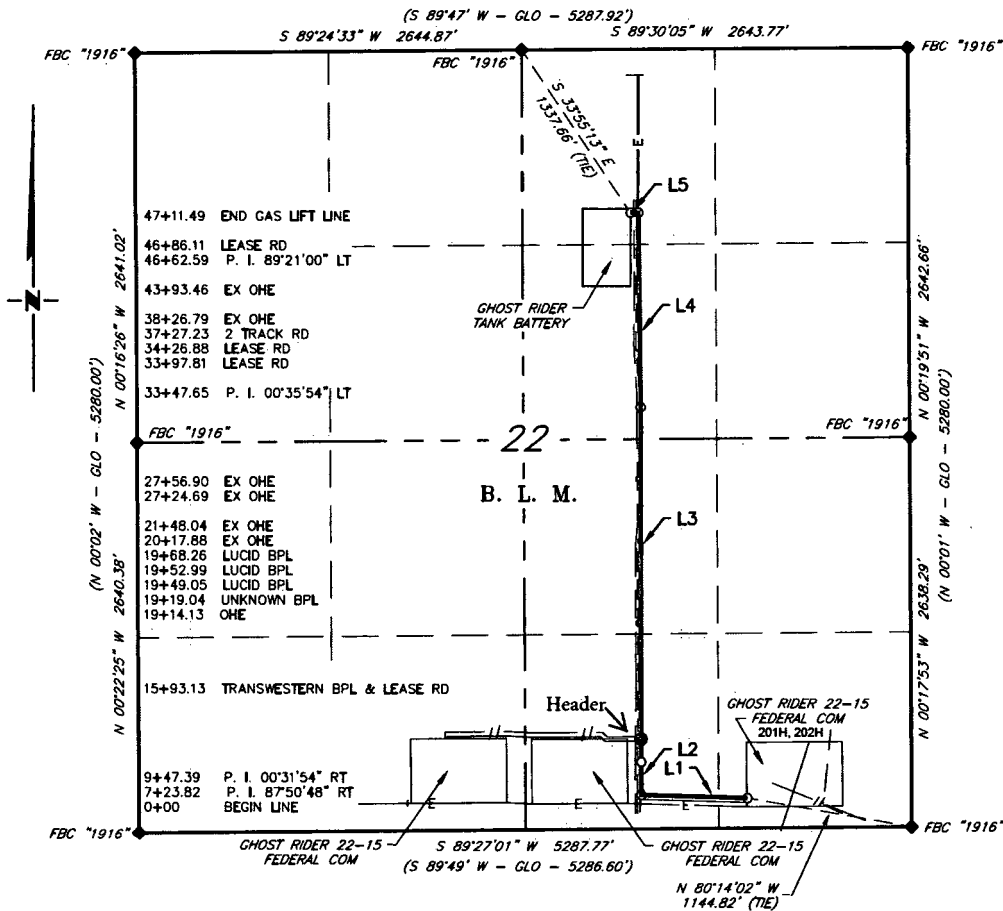 (S 89°47' W - GLO - 5287.92')
S 89°24'33" W 2644.87'
S 89°30'05" W 2643.77'
FBC "1916"
FBC "1916"
FBC "1916"
S 33°55'13" E
1337.66' (TIE)
E
L5
47+11.49 END GAS LIFT LINE
46+86.11 LEASE RD
46+62.59 P. I. 89°21'00" LT
43+93.46 EX OHE
38+26.79 EX OHE
37+27.23 2 TRACK RD
34+26.88 LEASE RD
33+97.81 LEASE RD
33+47.65 P. I. 00°35'54" LT
N
N 00°16'26" W 2641.02'
(N 00°02' W - GLO - 5280.00')
GHOST RIDER
TANK BATTERY
L4
N 00°19'51" W 2642.66'
(N 00°01' W - GLO - 5280.00')
FBC "1916"
22
FBC "1916"
B. L. M.
27+56.90 EX OHE
27+24.69 EX OHE
21+48.04 EX OHE
20+17.88 EX OHE
19+68.26 LUCID BPL
19+52.99 LUCID BPL
19+49.05 LUCID BPL
19+19.04 UNKNOWN BPL
19+14.13 OHE
L3
N 00°22'25" W 2640.38'
N 00°17'53" W 2638.29'
15+93.13 TRANSWESTERN BPL & LEASE RD
Header
GHOST RIDER 22-15
FEDERAL COM
201H, 202H
L2
L1
9+47.39 P. I. 00°31'54" RT
7+23.82 P. I. 87°50'48" RT
0+00 BEGIN LINE
E
E
E
FBC "1916"
FBC "1916"
GHOST RIDER 22-15
FEDERAL COM
S 89°27'01" W 5287.77'
(S 89°49' W - GLO - 5286.60')
GHOST RIDER 22-15
FEDERAL COM
N 80°14'02" W
1144.82' (TIE)